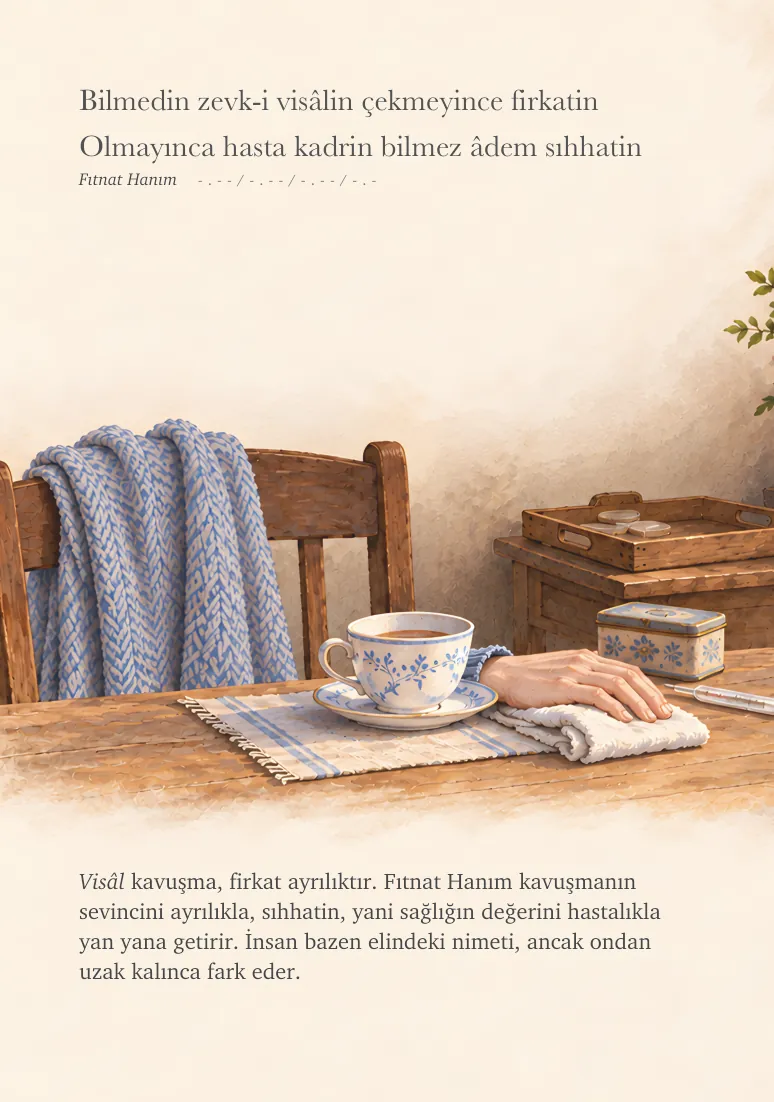 Bilmedin zevk-i visâlin çekmeyince firkatin
Olmayınca hasta kadrin bilmez âdem sıhhatin
Fıtnat Hanım - . - - / - . - - / - . - - / - . -
Visâl kavuşma, firkat ayrılıktır. Fıtnat Hanım kavuşmanın
sevincini ayrılıkla, sıhhatin, yani sağlığın değerini hastalıkla
yan yana getirir. İnsan bazen elindeki nimeti, ancak ondan
uzak kalınca fark eder.